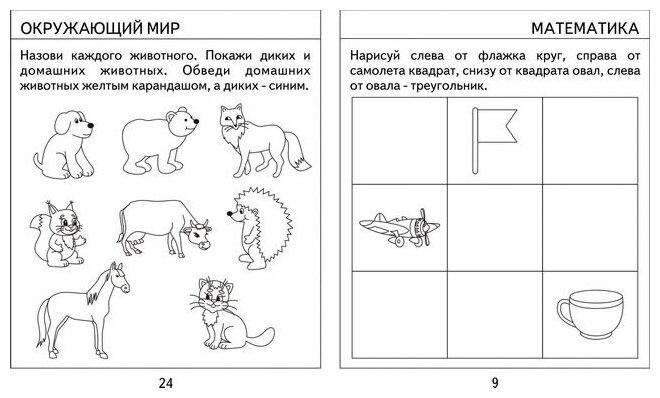 ОКРУЖАЮЩИЙ МИР
Назови каждого животного. Покажи диких и
домашних животных. Обведи домашних
животных желтым карандашом, а диких - синим.
24
МАТЕМАТИКА
Нарисуй слева от флажка круг, справа от
самолета квадрат, снизу от квадрата овал, слева
от овала - треугольник.
9